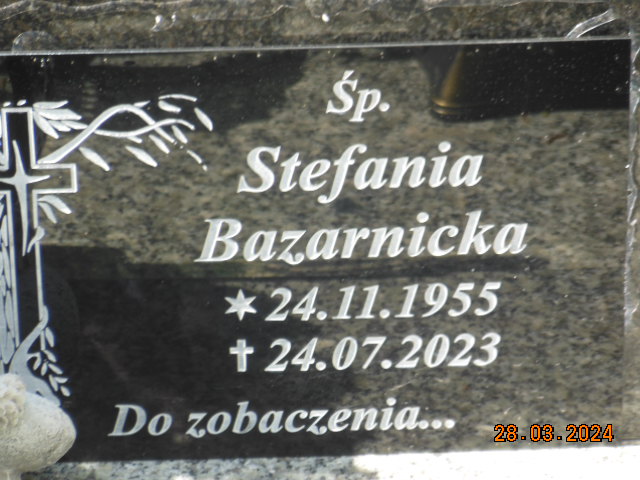 Śp.
Stefania
Bazarnicka
✶ 24.11.1955
✝ 24.07.2023
Do zobaczenia...
28.03.2024